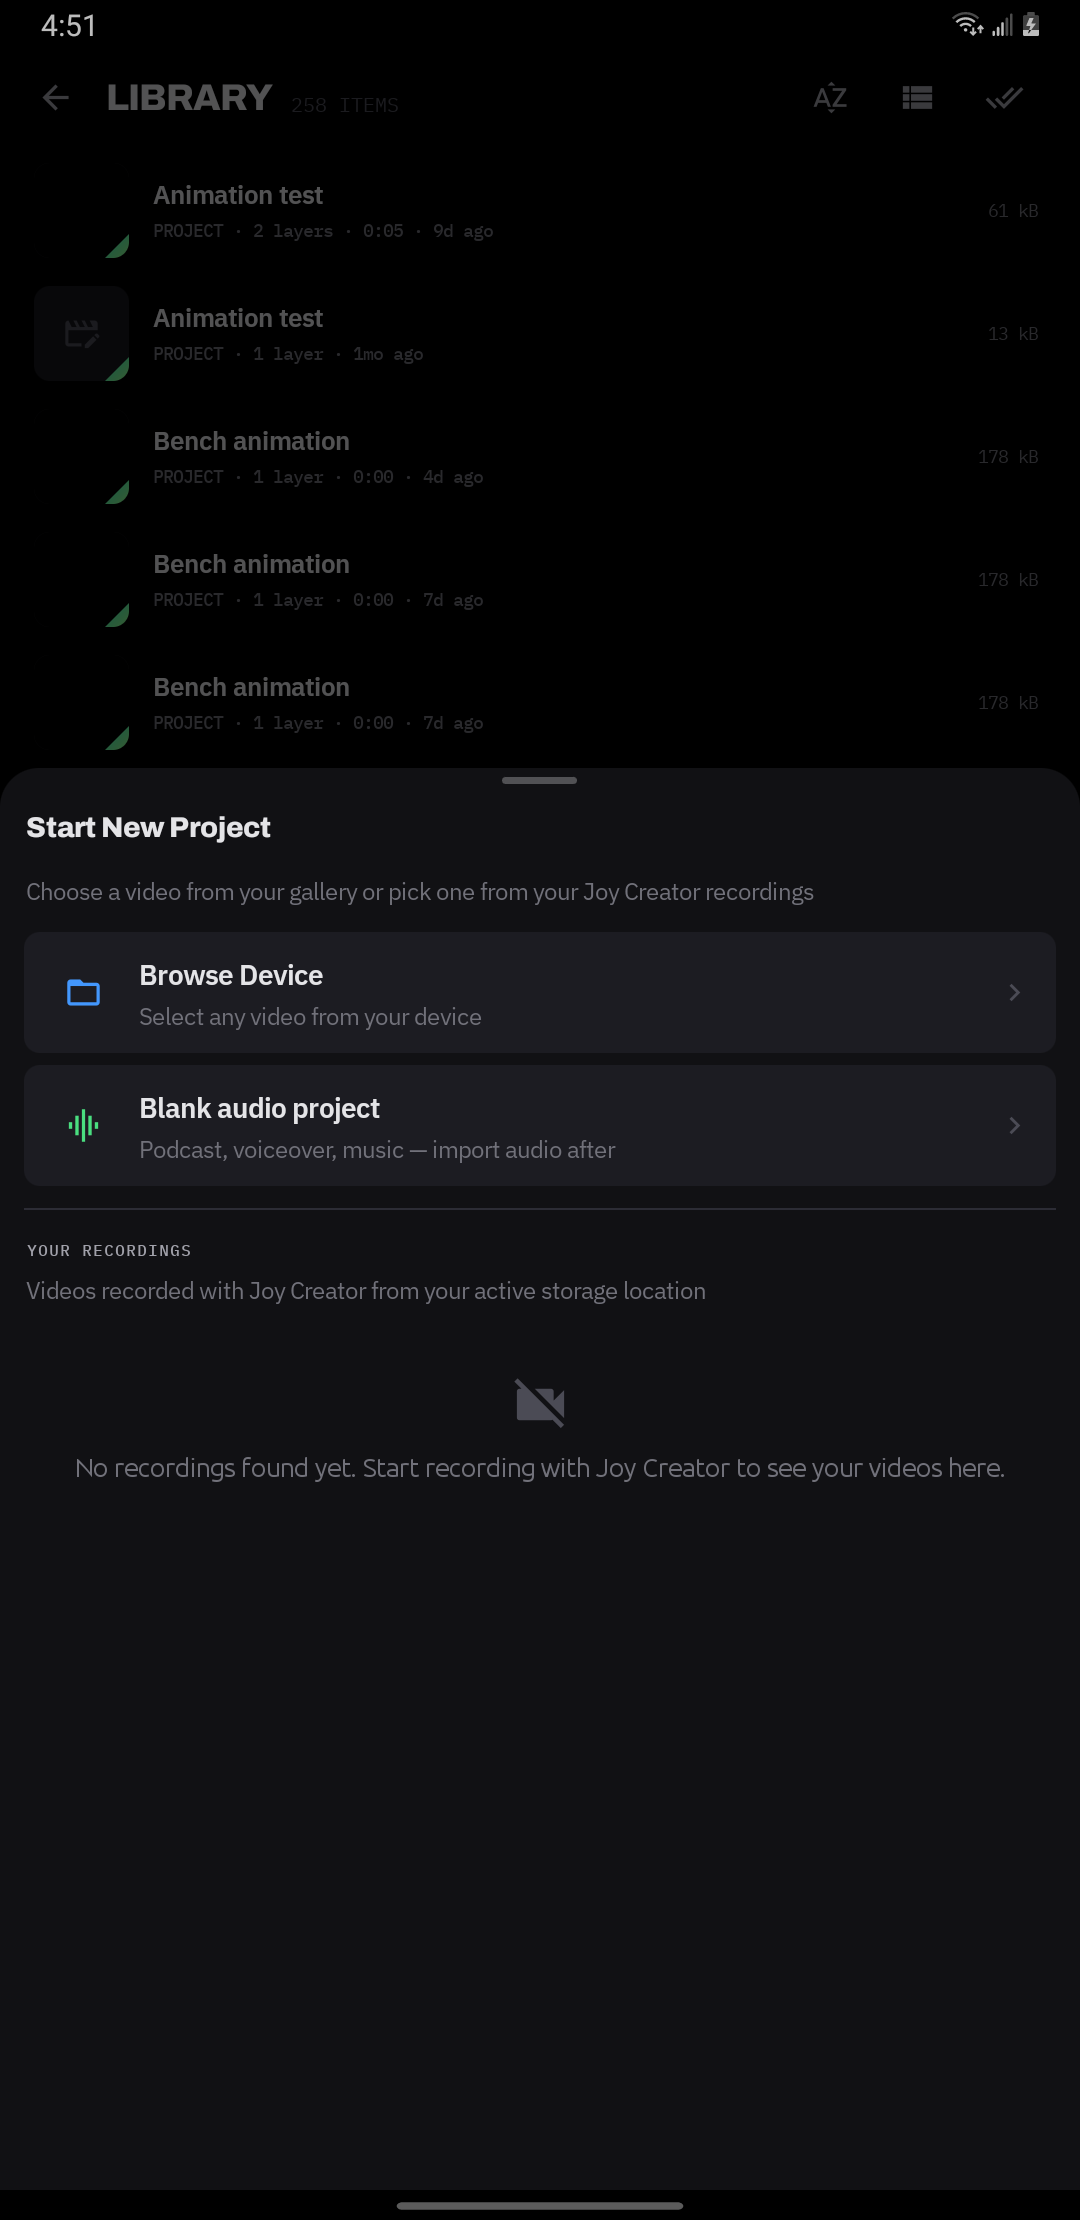 4:51
LIBRARY 258 ITEMS
AZ
Animation test
PROJECT · 2 layers · 0:05 · 9d ago
61 kB
Animation test
PROJECT · 1 layer · 1mo ago
13 kB
Bench animation
PROJECT · 1 layer · 0:00 · 4d ago
178 kB
Bench animation
PROJECT · 1 layer · 0:00 · 7d ago
178 kB
Bench animation
PROJECT · 1 layer · 0:00 · 7d ago
178 kB
Start New Project
Choose a video from your gallery or pick one from your Joy Creator recordings
Browse Device
Select any video from your device
Blank audio project
Podcast, voiceover, music — import audio after
YOUR RECORDINGS
Videos recorded with Joy Creator from your active storage location
No recordings found yet. Start recording with Joy Creator to see your videos here.